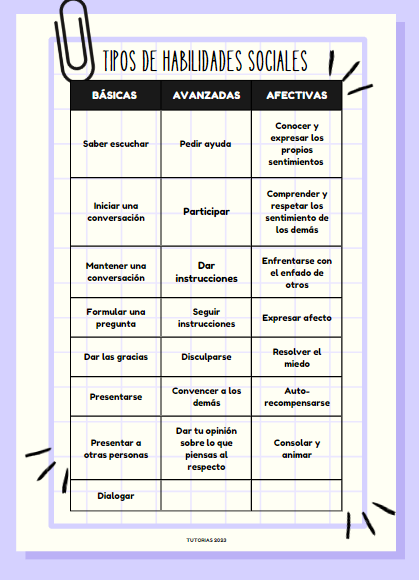 TIPOS DE HABILIDADES SOCIALES
BÁSICAS
AVANZADAS
AFECTIVAS
Saber escuchar
Pedir ayuda
Conocer y
expresar los
propios
sentimientos
Iniciar una
conversación
Participar
Comprender y
respetar los
sentimiento de
los demás
Mantener una
conversación
Dar
instrucciones
Enfrentarse con
el enfado de
otros
Formular una
pregunta
Seguir
instrucciones
Expresar afecto
Dar las gracias
Disculparse
Resolver el
miedo
Presentarse
Convencer a los
demás
Auto-
recompensarse
Presentar a
otras personas
Dar tu opinión
sobre lo que
piensas al
respecto
Consolar y
animar
Dialogar
TUTORIAS 2023